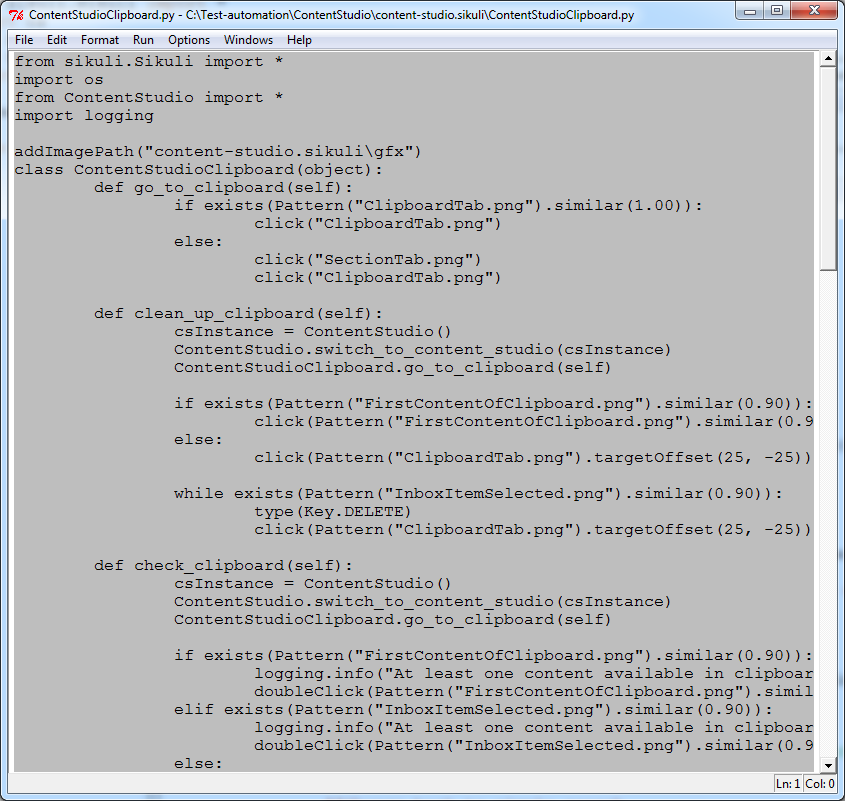 ContentStudioClipboard.py - C:\Test-automation\ContentStudio\content-studio.sikuli\ContentStudioClipboard.py
File Edit Format Run Options Windows Help
from sikuli.Sikuli import *
import os
from ContentStudio import *
import logging
addImagePath("content-studio.sikuli\gfx")
class ContentStudioClipboard(object):
def go_to_clipboard(self):
if exists(Pattern("ClipboardTab.png").similar(1.00)):
click("ClipboardTab.png")
else:
click("SectionTab.png")
click("ClipboardTab.png")
def clean_up_clipboard(self):
csInstance = ContentStudio()
ContentStudio.switch_to_content_studio(csInstance)
ContentStudioClipboard.go_to_clipboard(self)
if exists(Pattern("FirstContentOfClipboard.png").similar(0.90)):
click(Pattern("FirstContentOfClipboard.png").similar(0.9
else:
click(Pattern("ClipboardTab.png").targetOffset(25, -25))
while exists(Pattern("InboxItemSelected.png").similar(0.90)):
type(Key.DELETE)
click(Pattern("ClipboardTab.png").targetOffset(25, -25))
def check_clipboard(self):
csInstance = ContentStudio()
ContentStudio.switch_to_content_studio(csInstance)
ContentStudioClipboard.go_to_clipboard(self)
if exists(Pattern("FirstContentOfClipboard.png").similar(0.90)):
logging.info("At least one content available in clipboar
doubleClick(Pattern("FirstContentOfClipboard.png").simil
elif exists(Pattern("InboxItemSelected.png").similar(0.90)):
logging.info("At least one content available in clipboar
doubleClick(Pattern("InboxItemSelected.png").similar(0.9
else:
Ln: 1 Col: 0